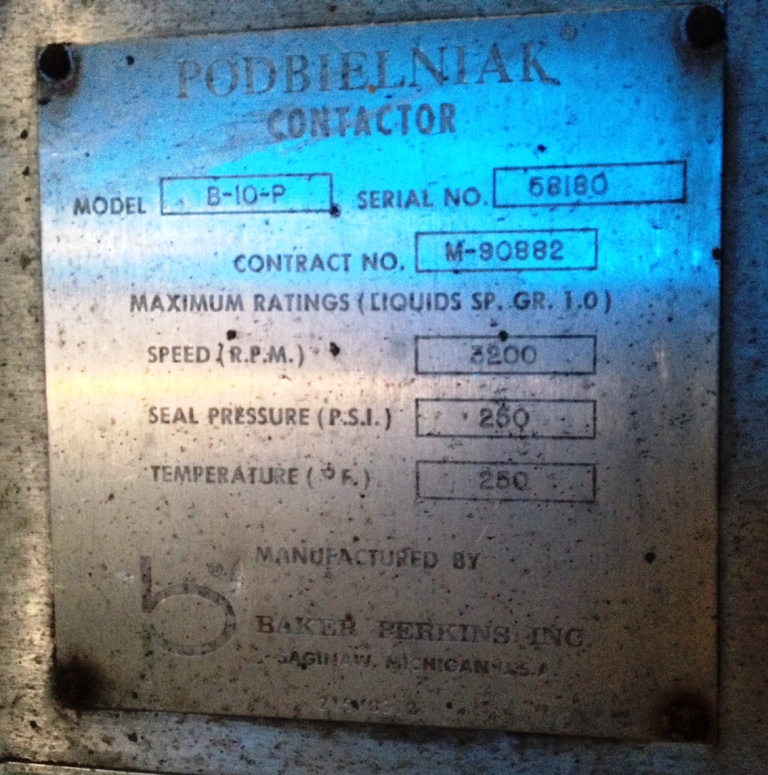 PODBIELNIAK®
CONTACTOR
MODEL B-10-P SERIAL NO. 58180
CONTRACT NO. M-90882
MAXIMUM RATINGS (LIQUIDS SP. GR. 1.0)
SPEED (R.P.M.) 3200
SEAL PRESSURE (P.S.I.) 250
TEMPERATURE (°F.) 250
MANUFACTURED BY
b®
BAKER PERKINS INC
SAGINAW, MICHIGAN U.S.A.